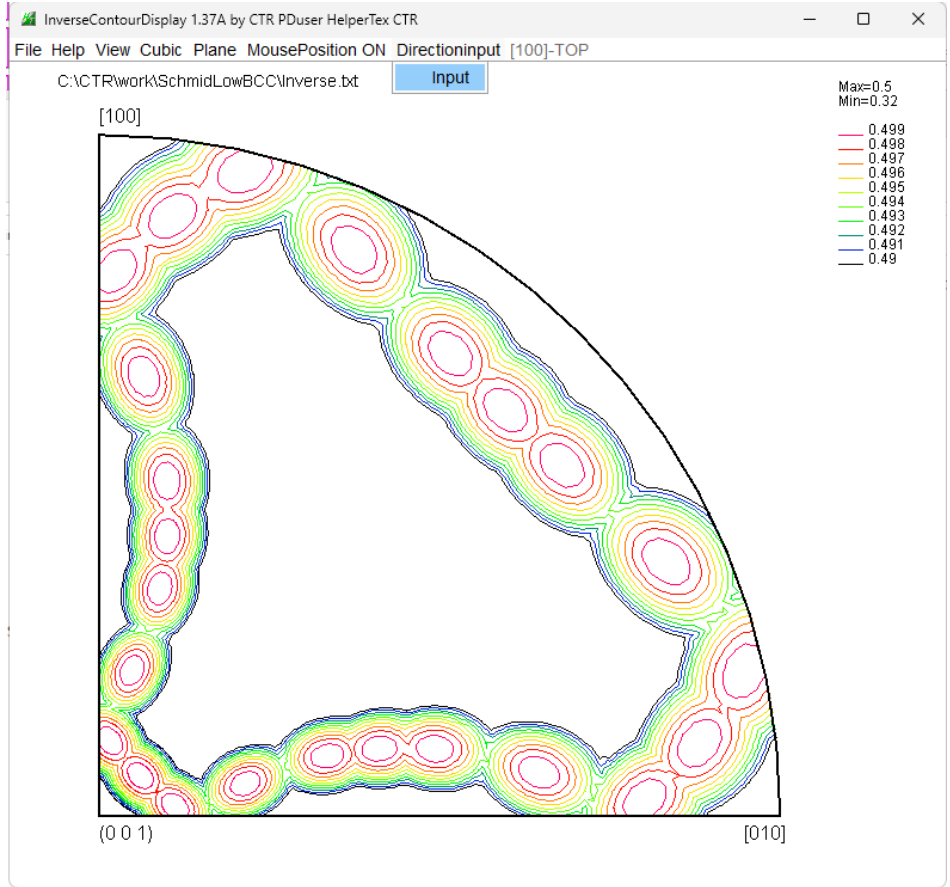 InverseContourDisplay 1.37A by CTR PDuser HelperTex CTR
File Help View Cubic Plane MousePosition ON Directioninput [100]-TOP
Input
C:\CTR\work\SchmidLowBCC\Inverse.txt
Max=0.5
Min=0.32
[100]
0.499
0.498
0.497
0.496
0.495
0.494
0.493
0.492
0.491
0.49
(0 0 1)
[010]